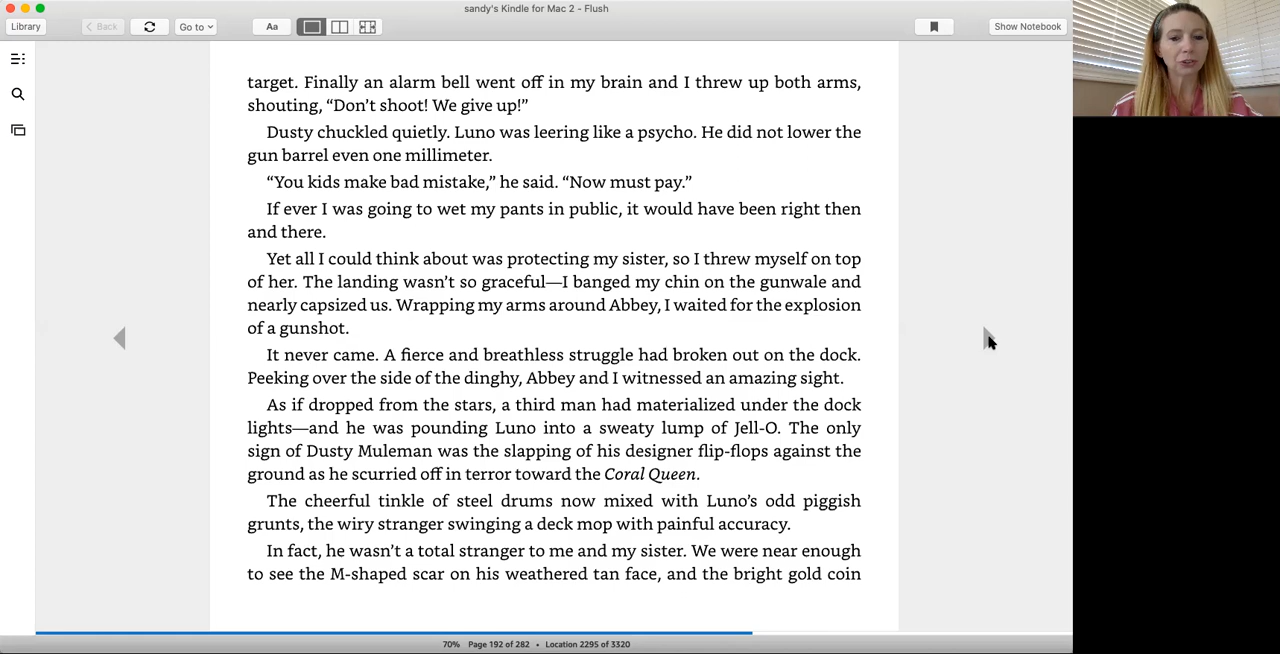 sandy's Kindle for Mac 2 - Flush
Library
Back
Go to
Aa
Show Notebook
target. Finally an alarm bell went off in my brain and I threw up both arms,
shouting, “Don’t shoot! We give up!”
Dusty chuckled quietly. Luno was leering like a psycho. He did not lower the
gun barrel even one millimeter.
“You kids make bad mistake,” he said. “Now must pay.”
If ever I was going to wet my pants in public, it would have been right then
and there.
Yet all I could think about was protecting my sister, so I threw myself on top
of her. The landing wasn’t so graceful—I banged my chin on the gunwale and
nearly capsized us. Wrapping my arms around Abbey, I waited for the explosion
of a gunshot.
It never came. A fierce and breathless struggle had broken out on the dock.
Peeking over the side of the dinghy, Abbey and I witnessed an amazing sight.
As if dropped from the stars, a third man had materialized under the dock
lights—and he was pounding Luno into a sweaty lump of Jell-O. The only
sign of Dusty Muleman was the slapping of his designer flip-flops against the
ground as he scurried off in terror toward the Coral Queen.
The cheerful tinkle of steel drums now mixed with Luno’s odd piggish
grunts, the wiry stranger swinging a deck mop with painful accuracy.
In fact, he wasn’t a total stranger to me and my sister. We were near enough
to see the M-shaped scar on his weathered tan face, and the bright gold coin
70% Page 192 of 282 • Location 2295 of 3320